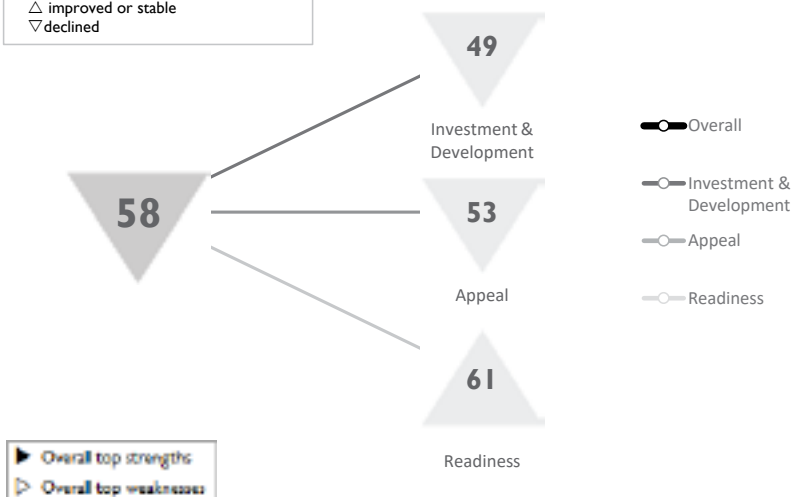 △ improved or stable
▽ declined
49
Investment &
Development
58
53
Appeal
61
Readiness
Overall
Investment &
Development
Appeal
Readiness
▶ Overall top strengths
▷ Overall top weaknesses